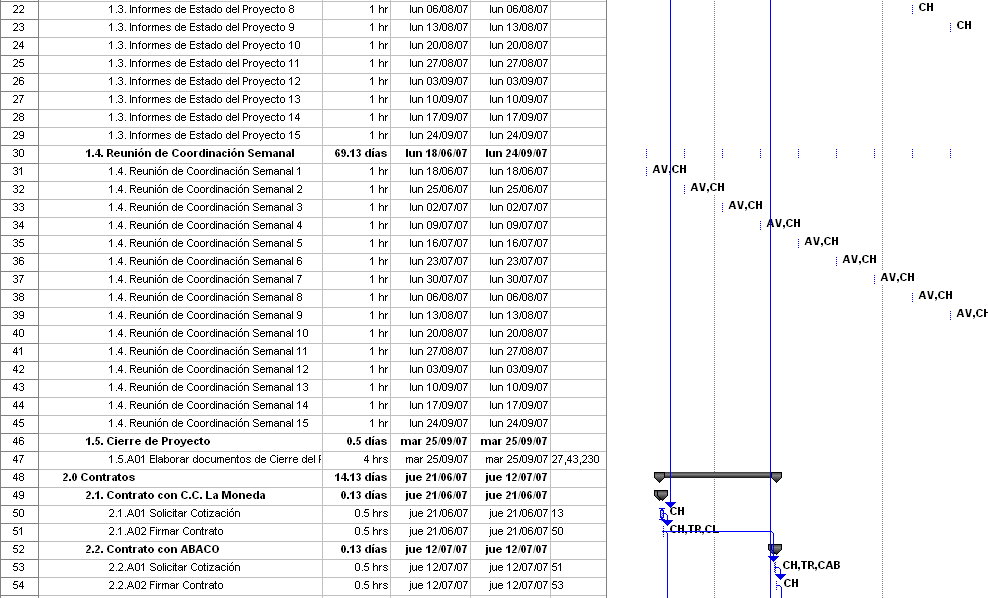 22 1.3. Informes de Estado del Proyecto 8 1 hr lun 06/08/07 lun 06/08/07 CH
23 1.3. Informes de Estado del Proyecto 9 1 hr lun 13/08/07 lun 13/08/07 CH
24 1.3. Informes de Estado del Proyecto 10 1 hr lun 20/08/07 lun 20/08/07
25 1.3. Informes de Estado del Proyecto 11 1 hr lun 27/08/07 lun 27/08/07
26 1.3. Informes de Estado del Proyecto 12 1 hr lun 03/09/07 lun 03/09/07
27 1.3. Informes de Estado del Proyecto 13 1 hr lun 10/09/07 lun 10/09/07
28 1.3. Informes de Estado del Proyecto 14 1 hr lun 17/09/07 lun 17/09/07
29 1.3. Informes de Estado del Proyecto 15 1 hr lun 24/09/07 lun 24/09/07
30 1.4. Reunión de Coordinación Semanal 69.13 días lun 18/06/07 lun 24/09/07
31 1.4. Reunión de Coordinación Semanal 1 1 hr lun 18/06/07 lun 18/06/07 AV,CH
32 1.4. Reunión de Coordinación Semanal 2 1 hr lun 25/06/07 lun 25/06/07 AV,CH
33 1.4. Reunión de Coordinación Semanal 3 1 hr lun 02/07/07 lun 02/07/07 AV,CH
34 1.4. Reunión de Coordinación Semanal 4 1 hr lun 09/07/07 lun 09/07/07 AV,CH
35 1.4. Reunión de Coordinación Semanal 5 1 hr lun 16/07/07 lun 16/07/07 AV,CH
36 1.4. Reunión de Coordinación Semanal 6 1 hr lun 23/07/07 lun 23/07/07 AV,CH
37 1.4. Reunión de Coordinación Semanal 7 1 hr lun 30/07/07 lun 30/07/07 AV,CH
38 1.4. Reunión de Coordinación Semanal 8 1 hr lun 06/08/07 lun 06/08/07 AV,CH
39 1.4. Reunión de Coordinación Semanal 9 1 hr lun 13/08/07 lun 13/08/07 AV,CH
40 1.4. Reunión de Coordinación Semanal 10 1 hr lun 20/08/07 lun 20/08/07
41 1.4. Reunión de Coordinación Semanal 11 1 hr lun 27/08/07 lun 27/08/07
42 1.4. Reunión de Coordinación Semanal 12 1 hr lun 03/09/07 lun 03/09/07
43 1.4. Reunión de Coordinación Semanal 13 1 hr lun 10/09/07 lun 10/09/07
44 1.4. Reunión de Coordinación Semanal 14 1 hr lun 17/09/07 lun 17/09/07
45 1.4. Reunión de Coordinación Semanal 15 1 hr lun 24/09/07 lun 24/09/07
46 1.5. Cierre de Proyecto 0.5 días mar 25/09/07 mar 25/09/07
47 1.5.A01 Elaborar documentos de Cierre del 4 hrs mar 25/09/07 mar 25/09/07 27,43,230
48 2.0 Contratos 14.13 días jue 21/06/07 jue 12/07/07
49 2.1. Contrato con C.C. La Moneda 0.13 días jue 21/06/07 jue 21/06/07
50 2.1.A01 Solicitar Cotización 0.5 hrs jue 21/06/07 jue 21/06/07 13 CH
51 2.1.A02 Firmar Contrato 0.5 hrs jue 21/06/07 jue 21/06/07 50 CH,TR,CL
52 2.2. Contrato con ABACO 0.13 días jue 12/07/07 jue 12/07/07
53 2.2.A01 Solicitar Cotización 0.5 hrs jue 12/07/07 jue 12/07/07 51 CH,TR,CAB
54 2.2.A02 Firmar Contrato 0.5 hrs jue 12/07/07 jue 12/07/07 53 CH